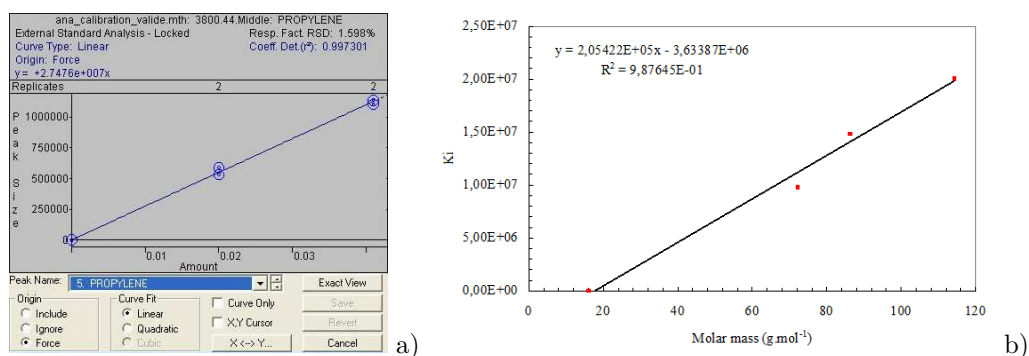 ana_calibration_valide.mth: 3800.44.Middle: PROPYLENE
External Standard Analysis - Locked Resp. Fact. RSD: 1.598%
Curve Type: Linear Coeff. Det.(r²): 0.997301
Origin: Force
y= +2.7476e+007x
Replicates 2 2
Peak Size
1000000
750000
500000
250000
0
0.01 0.02 0.03
Amount
Peak Name: 5. PROPYLENE Exact View
Origin Curve Fit
Include Linear Curve Only Save
Ignore Quadratic X,Y Cursor Revert
Force Cubic X <-> Y... Cancel
a)
Ki
y = 2,05422E+05x - 3,63387E+06
R² = 9,87645E-01
2,50E+07
2,00E+07
1,50E+07
1,00E+07
5,00E+06
0,00E+00
0 20 40 60 80 100 120
Molar mass (g.mol⁻¹)
b)